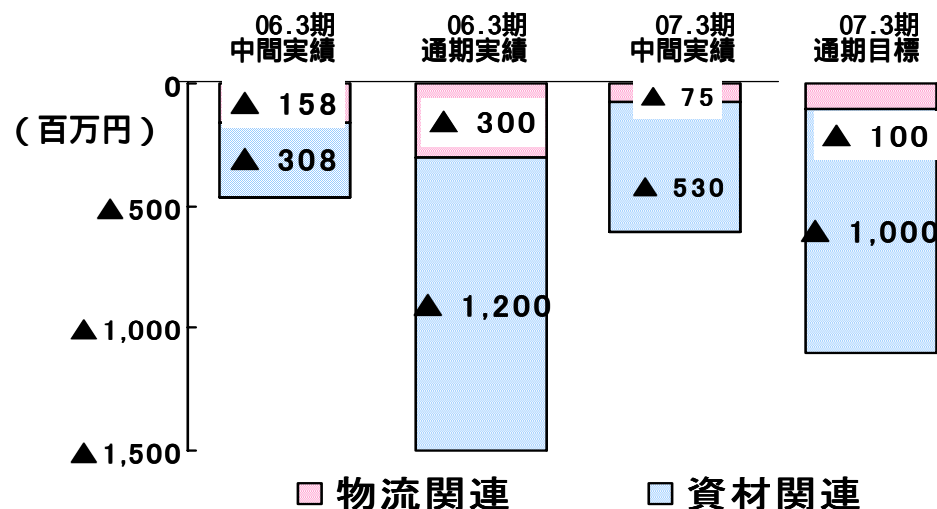 06.3期
中間実績
06.3期
通期実績
07.3期
中間実績
07.3期
通期目標
0
(百万円)
▲ 500
▲ 1,000
▲ 1,500
▲ 158
▲ 308
▲ 300
▲ 1,200
▲ 75
▲ 530
▲ 100
▲ 1,000
物流関連
資材関連